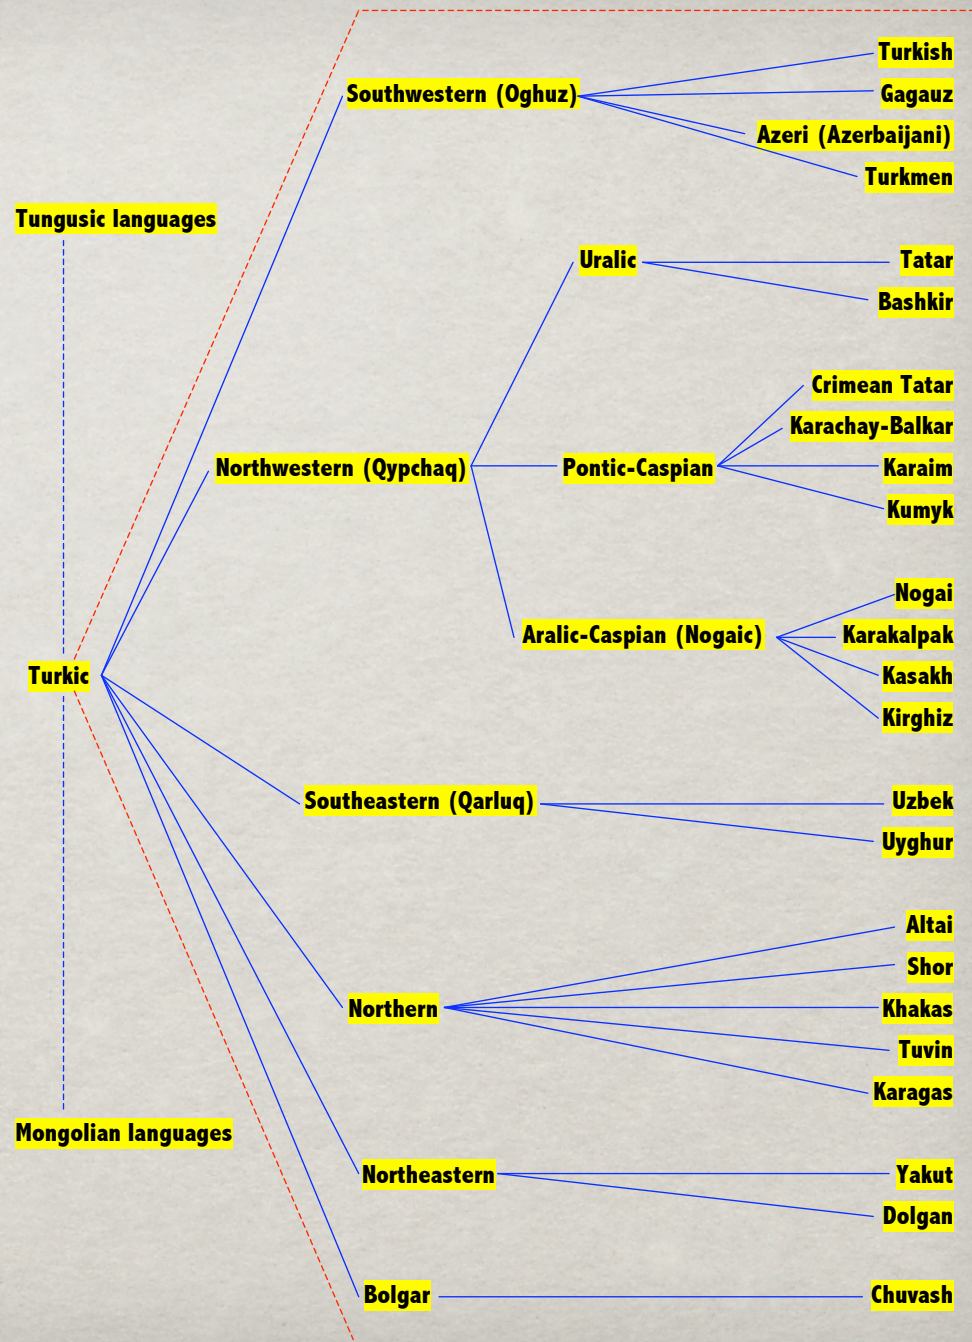 Turkish
Southwestern (Oghuz)
Gagauz
Azeri (Azerbaijani)
Turkmen
Tungusic languages
Uralic
Tatar
Bashkir
Crimean Tatar
Karachay-Balkar
Northwestern (Qypchaq)
Pontic-Caspian
Karaim
Kumyk
Nogai
Aralic-Caspian (Nogaic)
Karakalpak
Turkic
Kasakh
Kirghiz
Southeastern (Qarluq)
Uzbek
Uyghur
Altai
Shor
Northern
Khakas
Tuvin
Karagas
Mongolian languages
Northeastern
Yakut
Dolgan
Bolgar
Chuvash